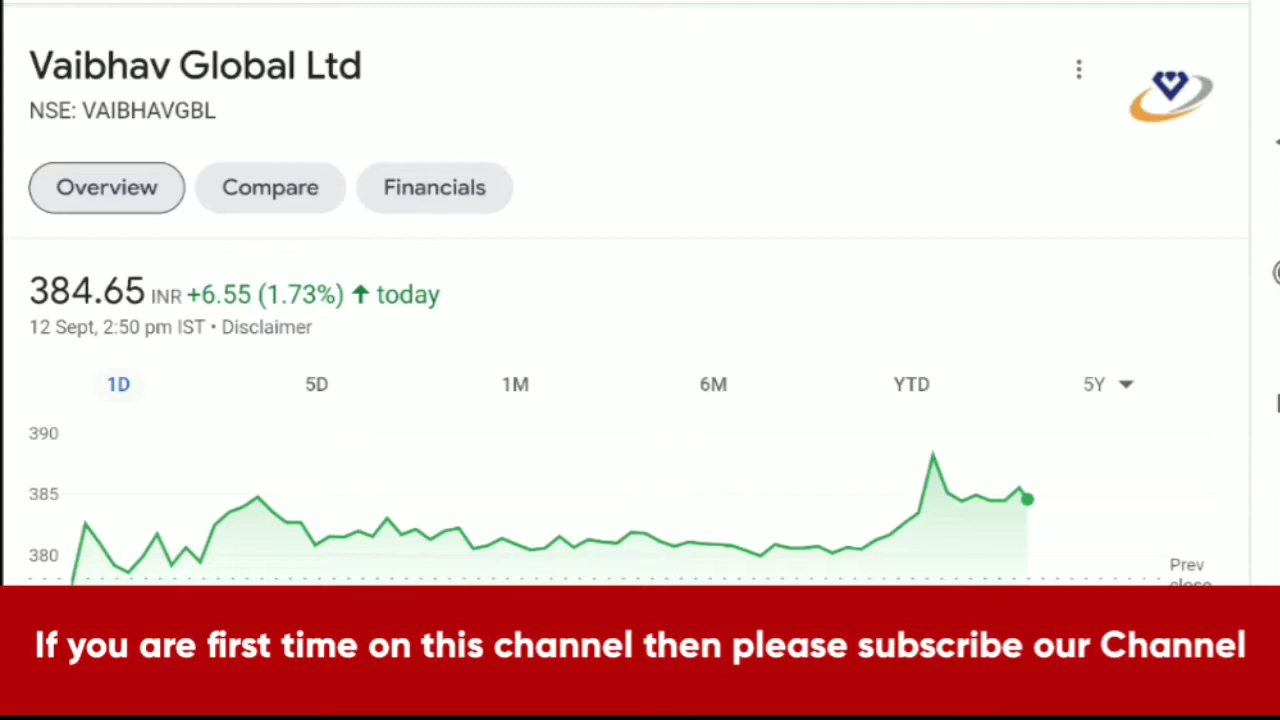 Vaibhav Global Ltd
NSE: VAIBHAVGBL
Overview Compare Financials
384.65 INR +6.55 (1.73%) ↑ today
12 Sept, 2:50 pm IST • Disclaimer
1D 5D 1M 6M YTD 5Y
390
385
380
Prev
close
If you are first time on this channel then please subscribe our Channel